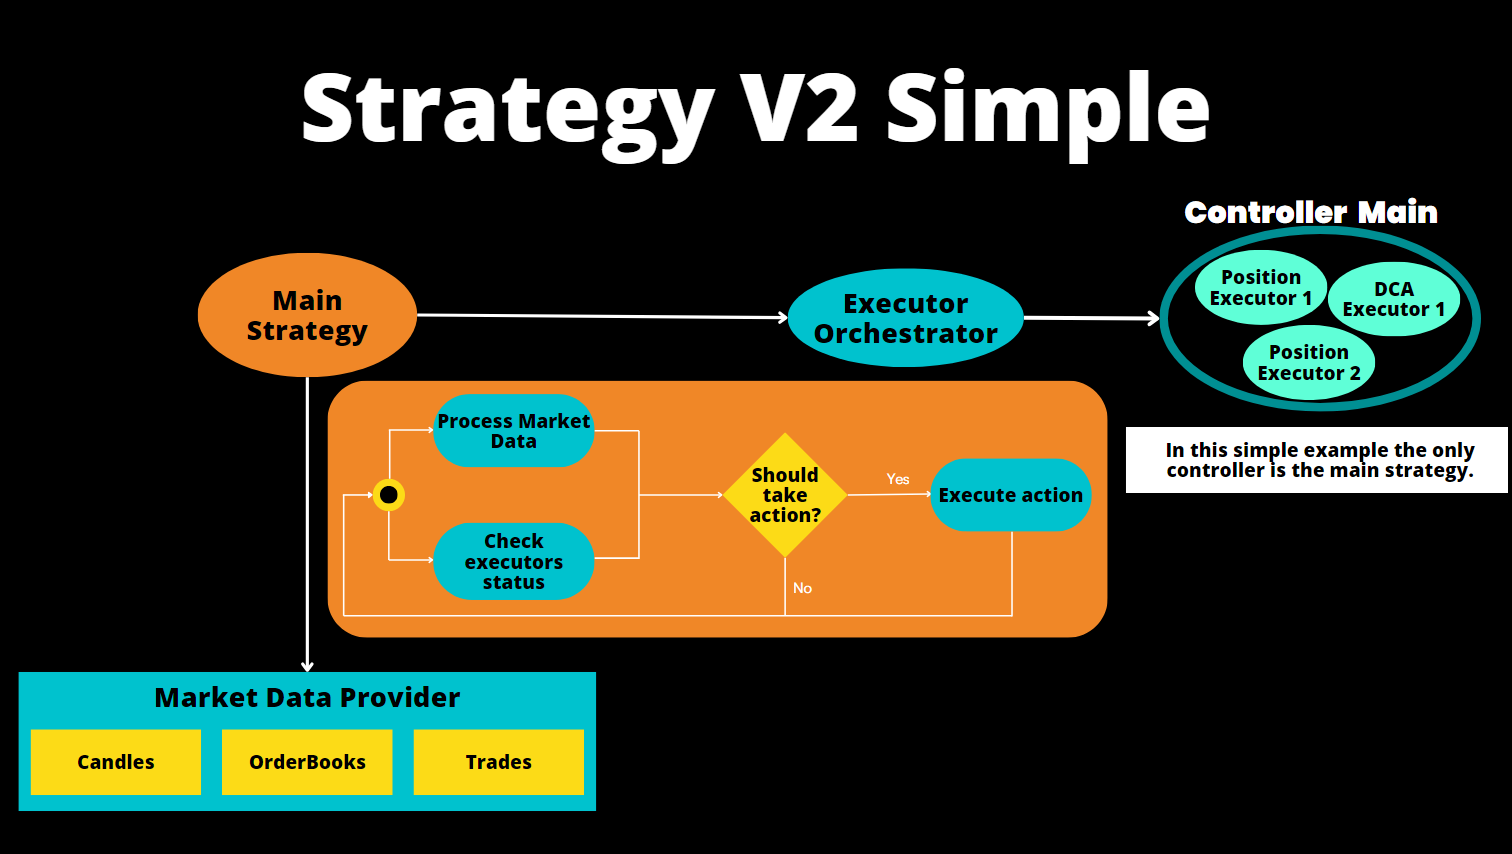 Strategy V2 Simple
Controller Main
Position
Executor 1
DCA
Executor 1
Position
Executor 2
Main
Strategy
Executor
Orchestrator
In this simple example the only
controller is the main strategy.
Process Market
Data
Check
executors
status
Should
take
action?
Yes
No
Execute action
Market Data Provider
Candles
OrderBooks
Trades